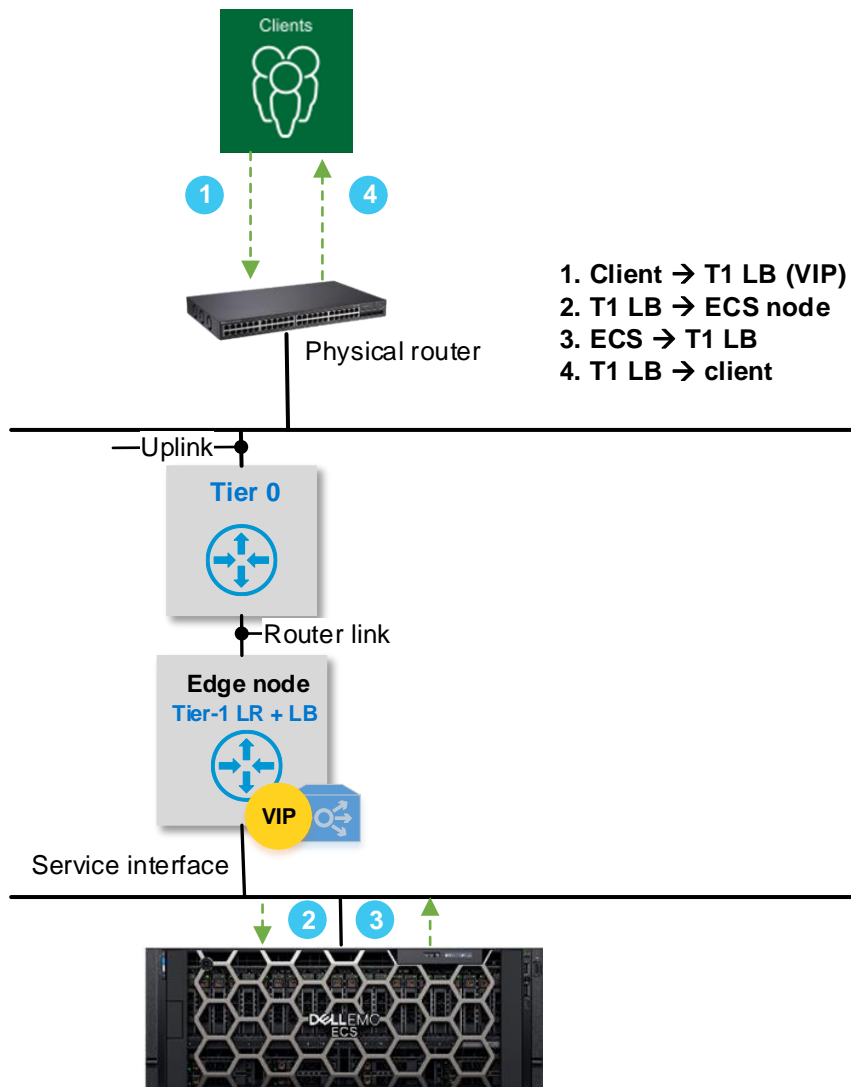 Clients
1
4
1. Client → T1 LB (VIP)
2. T1 LB → ECS node
3. ECS → T1 LB
4. T1 LB → client
Physical router
Uplink
Tier 0
Router link
Edge node
Tier-1 LR + LB
VIP
Service interface
2
3
DELLEMC
ECS